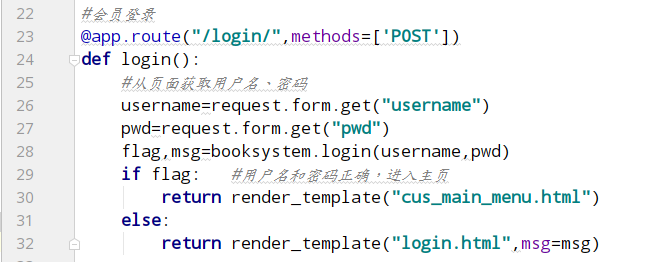 22 #会员登录
23 @app.route("/login/",methods=['POST'])
24 def login():
25 #从页面获取用户名、密码
26 username=request.form.get("username")
27 pwd=request.form.get("pwd")
28 flag,msg=booksystem.login(username,pwd)
29 if flag: #用户名和密码正确，进入主页
30 return render_template("cus_main_menu.html")
31 else:
32 return render_template("login.html",msg=msg)